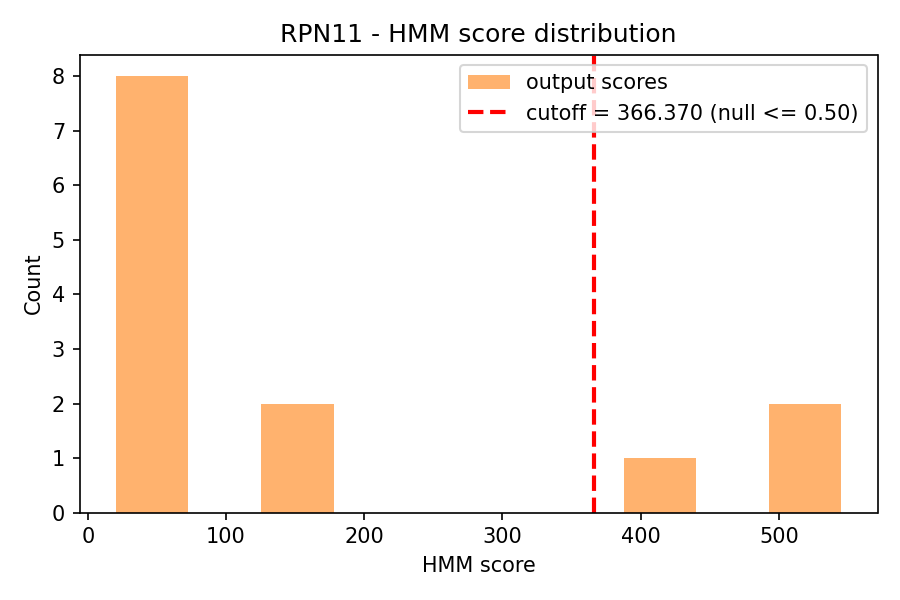 RPN11 - HMM score distribution
output scores
cutoff = 366.370 (null <= 0.50)
8
7
6
5
4
3
2
1
0
Count
0 100 200 300 400 500
HMM score